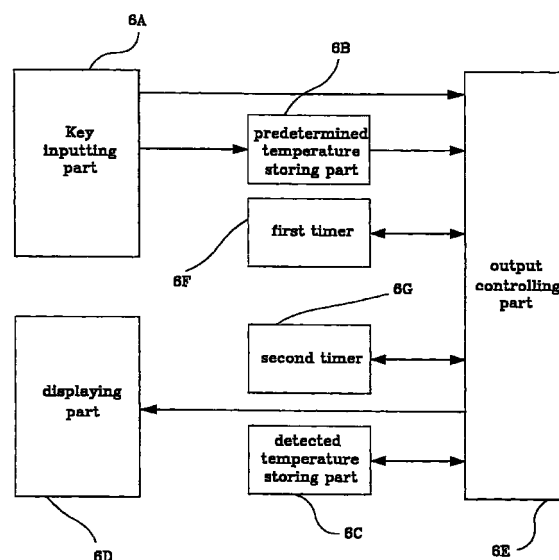 6A
6B
Key
inputting
part
predetermined
temperature
storing part
first timer
6F
output
controlling
part
6G
second timer
displaying
part
detected
temperature
storing part
6D
6C
6E